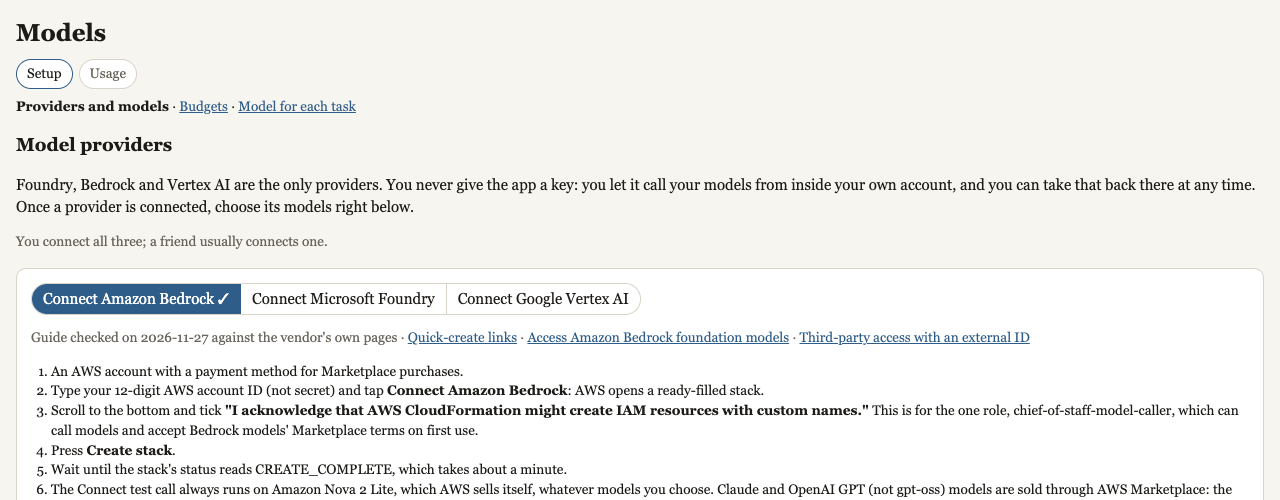 Models
Setup
Usage
Providers and models · Budgets · Model for each task
Model providers
Foundry, Bedrock and Vertex AI are the only providers. You never give the app a key: you let it call your models from inside your own account, and you can take that back there at any time.
Once a provider is connected, choose its models right below.
You connect all three; a friend usually connects one.
Connect Amazon Bedrock ✓
Connect Microsoft Foundry
Connect Google Vertex AI
Guide checked on 2026-11-27 against the vendor's own pages · Quick-create links · Access Amazon Bedrock foundation models · Third-party access with an external ID
1. An AWS account with a payment method for Marketplace purchases.
2. Type your 12-digit AWS account ID (not secret) and tap Connect Amazon Bedrock: AWS opens a ready-filled stack.
3. Scroll to the bottom and tick "I acknowledge that AWS CloudFormation might create IAM resources with custom names." This is for the one role, chief-of-staff-model-caller, which can
call models and accept Bedrock models' Marketplace terms on first use.
4. Press Create stack.
5. Wait until the stack's status reads CREATE_COMPLETE, which takes about a minute.
6. The Connect test call always runs on Amazon Nova 2 Lite, which AWS sells itself, whatever models you choose. Claude and OpenAI GPT (not gpt-oss) models are sold through AWS Marketplace: the